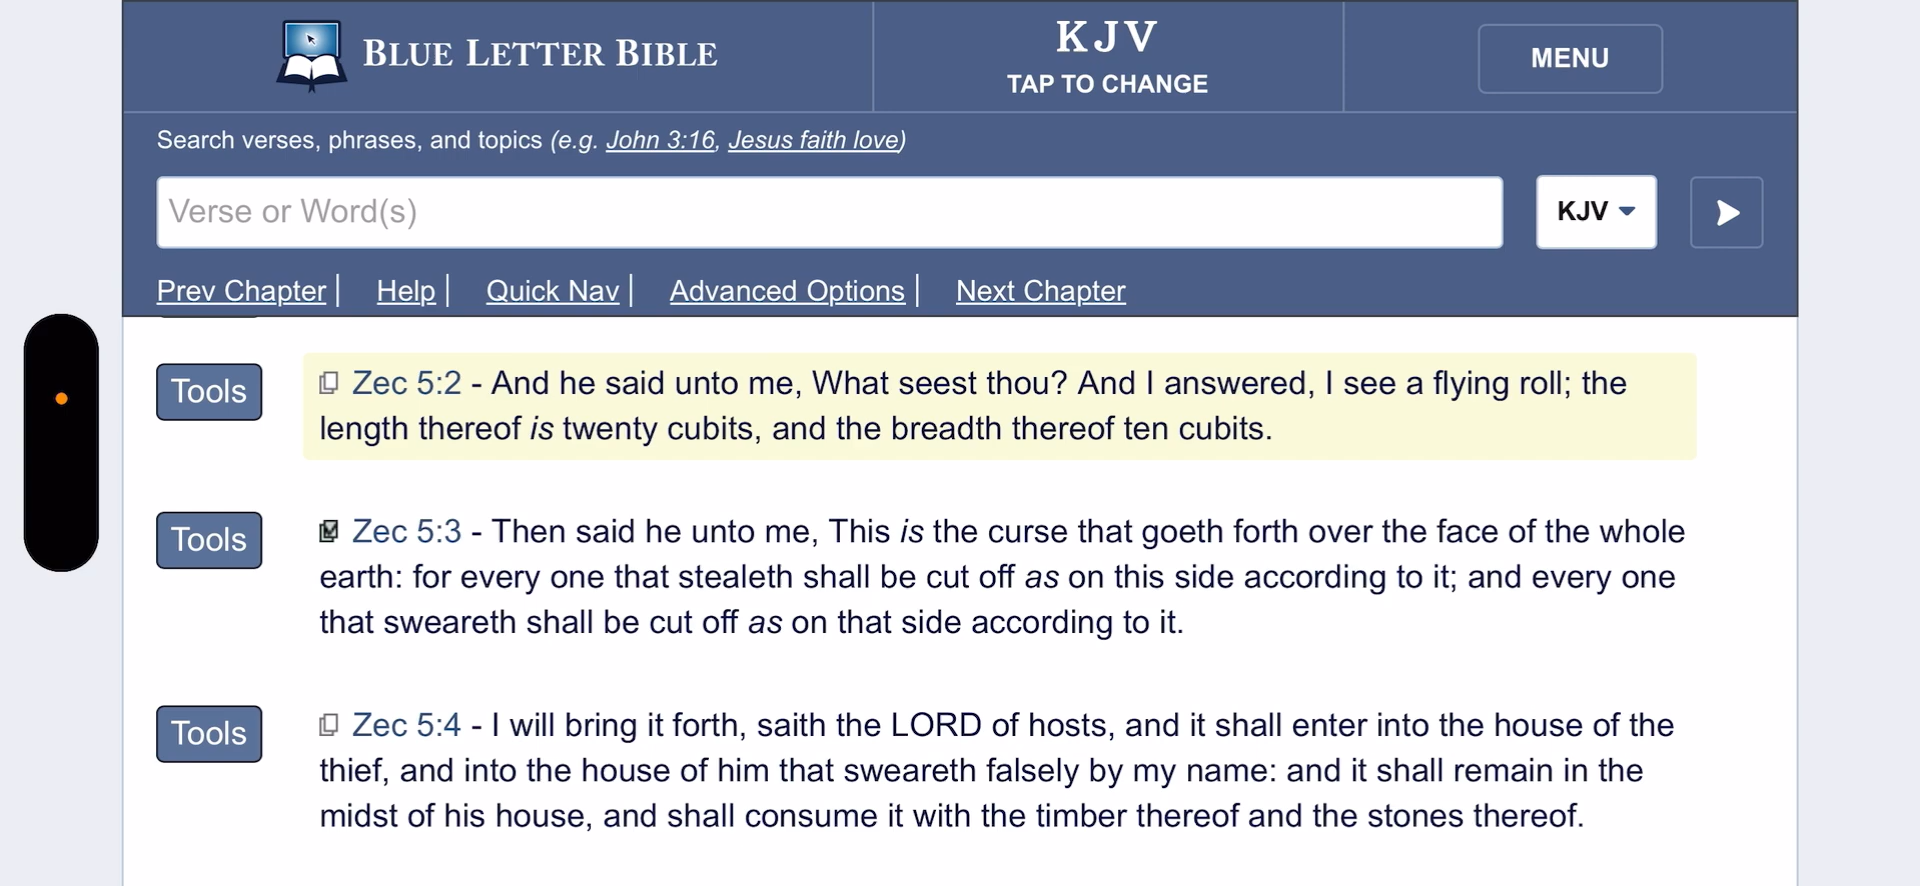 BLUE LETTER BIBLE
KJV
TAP TO CHANGE
MENU
Search verses, phrases, and topics (e.g. John 3:16, Jesus faith love)
Verse or Word(s)
KJV
Prev Chapter | Help | Quick Nav | Advanced Options | Next Chapter
Tools
Zec 5:2 - And he said unto me, What seest thou? And I answered, I see a flying roll; the
length thereof is twenty cubits, and the breadth thereof ten cubits.
Tools
Zec 5:3 - Then said he unto me, This is the curse that goeth forth over the face of the whole
earth: for every one that stealeth shall be cut off as on this side according to it; and every one
that sweareth shall be cut off as on that side according to it.
Tools
Zec 5:4 - I will bring it forth, saith the LORD of hosts, and it shall enter into the house of the
thief, and into the house of him that sweareth falsely by my name: and it shall remain in the
midst of his house, and shall consume it with the timber thereof and the stones thereof.